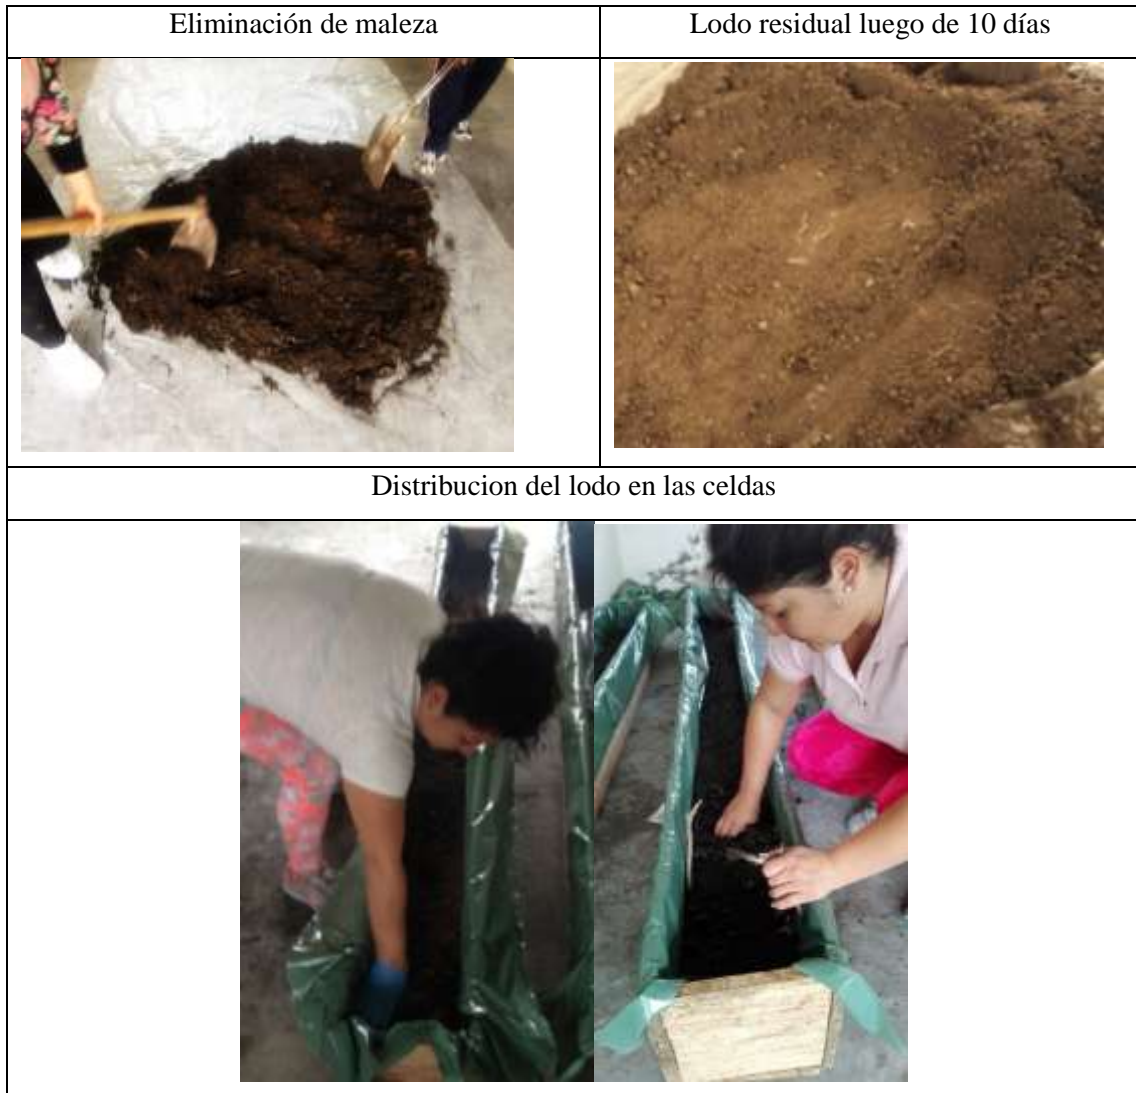 Eliminación de maleza
Lodo residual luego de 10 días
Distribucion del lodo en las celdas